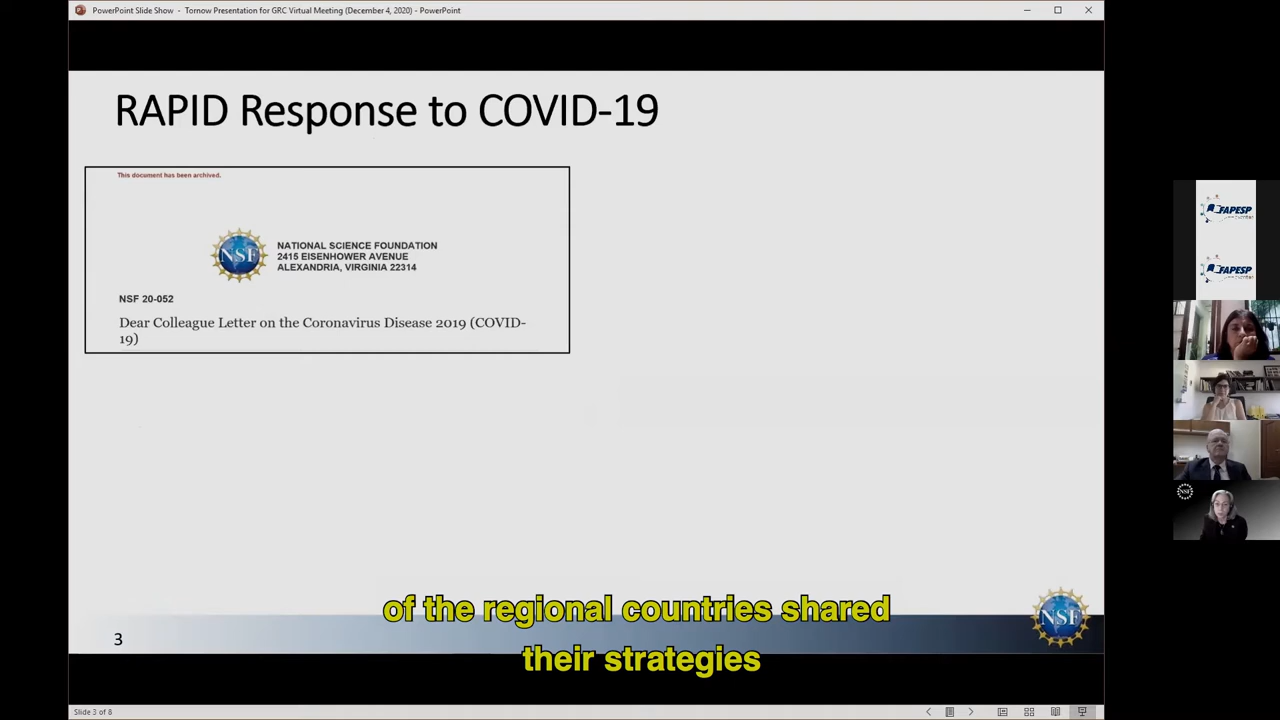 PowerPoint Slide Show - Tornow Presentation for GRC Virtual Meeting (December 4, 2020) - PowerPoint
RAPID Response to COVID-19
This document has been archived.
NSF
NATIONAL SCIENCE FOUNDATION
2415 EISENHOWER AVENUE
ALEXANDRIA, VIRGINIA 22314
NSF 20-052
Dear Colleague Letter on the Coronavirus Disease 2019 (COVID-
19)
FAPESP
FAPESP
NSF
of the regional countries shared
their strategies
3
NSF
Slide 3 of 8